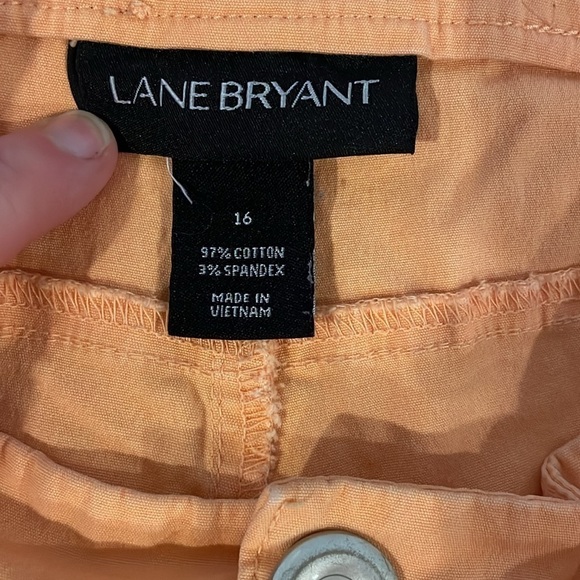 LANE BRYANT
16
97% COTTON
3% SPANDEX
MADE IN
VIETNAM